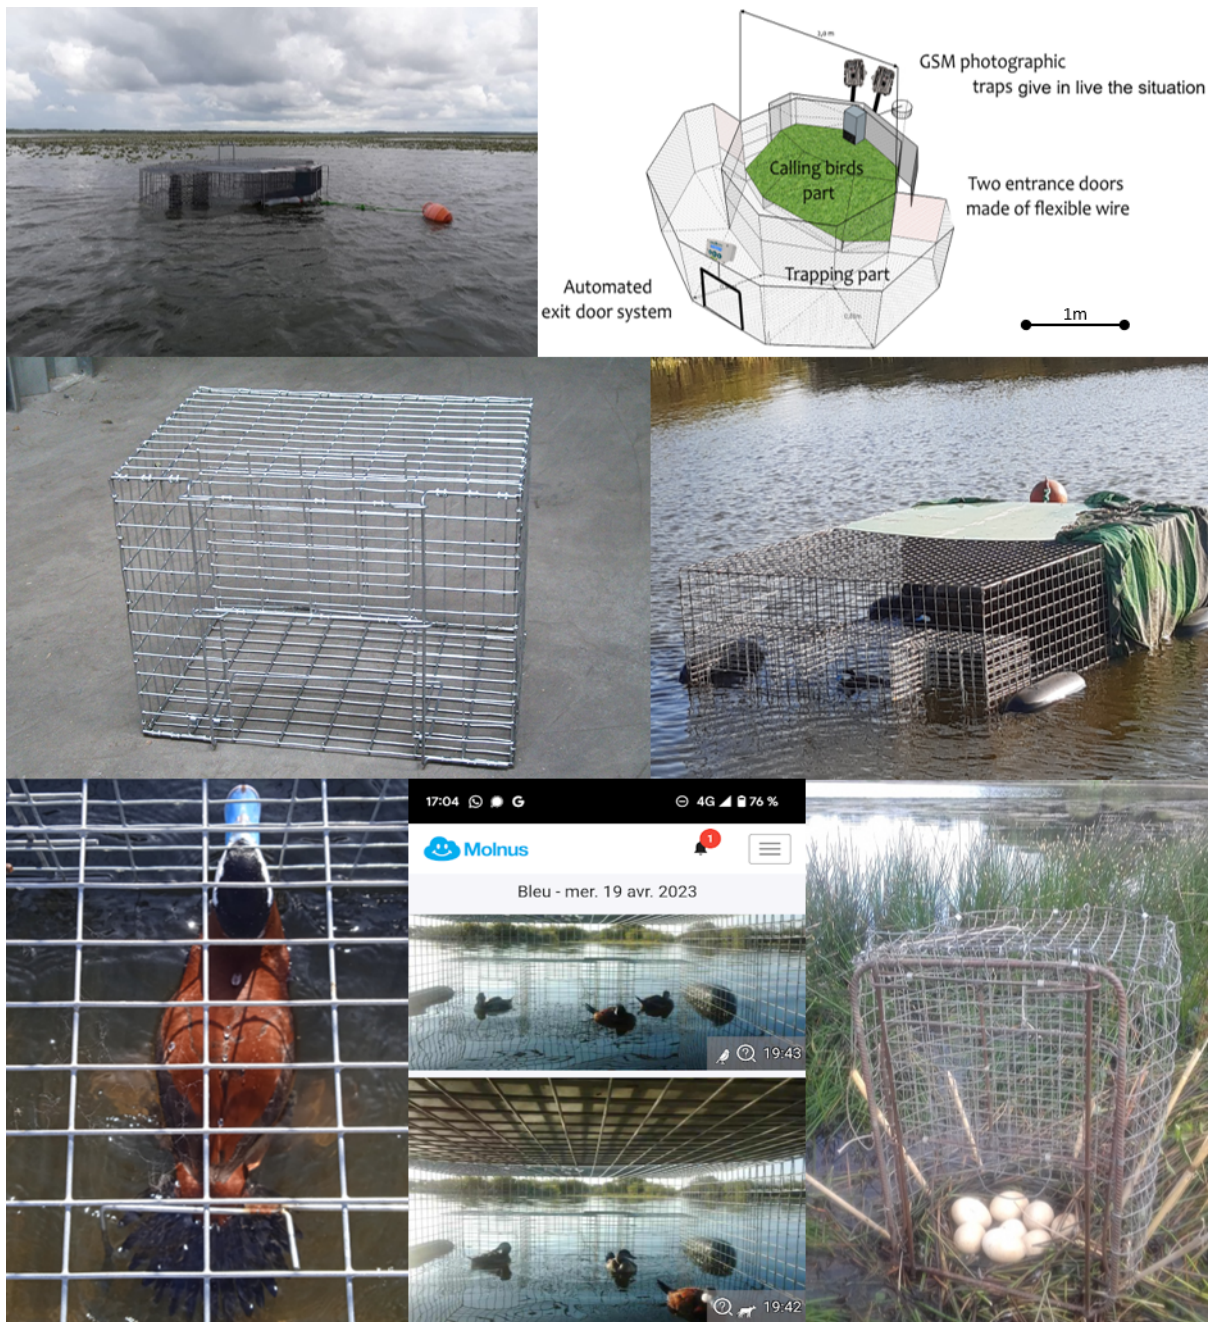 1,0 m
GSM photographic
traps give in live the situation
Calling birds
part
Two entrance doors
made of flexible wire
Trapping part
Automated
exit door system
1m
17:04 G 4G 76 %
Molnus 1
Bleu - mer. 19 avr. 2023
19:43
19:42